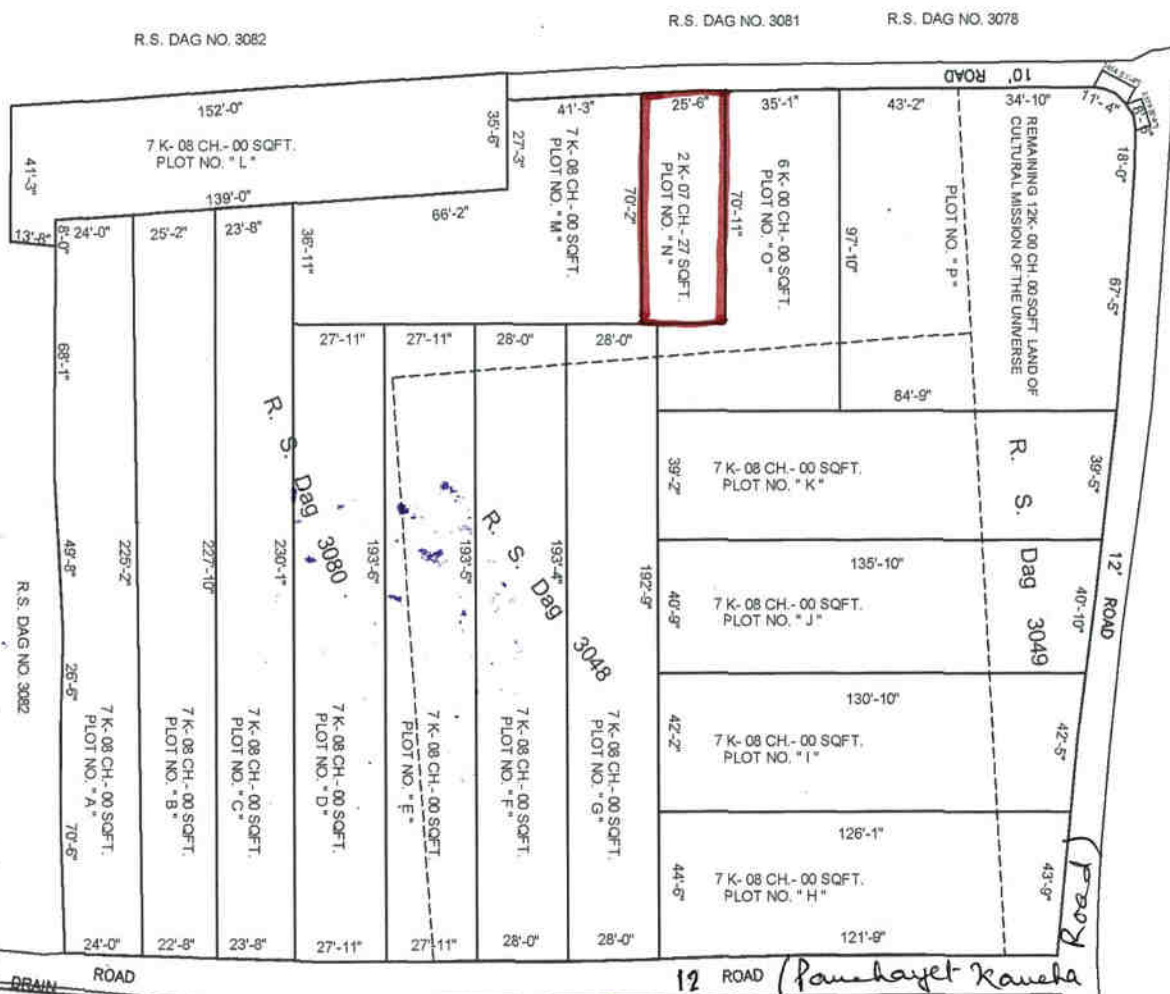 R.S. DAG NO. 3082
R.S. DAG NO. 3081
R.S. DAG NO. 3078
10' ROAD
152'-0"
7 K- 08 CH.- 00 SQFT.
PLOT NO. " L "
35'-6"
41'-3"
139'-0"
13'-8"
41'-3"
27'-3"
7 K- 08 CH.- 00 SQFT.
PLOT NO. " M "
66'-2"
70'-2"
25'-6"
2 K- 07 CH.- 27 SQFT.
PLOT NO. " N "
70'-11"
35'-1"
6 K- 00 CH.- 00 SQFT.
PLOT NO. " O "
97'-10"
43'-2"
PLOT NO. " P "
34'-10"
REMAINING 12K- 00 CH. 00 SQFT. LAND OF
CULTURAL MISSION OF THE UNIVERSE
11'-4"
18'-0"
67'-5"
84'-9"
8'-0"
24'-0"
25'-2"
23'-8"
36'-11"
27'-11"
27'-11"
28'-0"
28'-0"
68'-1"
49'-8"
26'-6"
70'-6"
R.S. DAG NO. 3082
225'-2"
227'-10"
230'-1"
193'-6"
193'-5"
193'-4"
192'-9"
R. S. Dag 3080
R. S. Dag 3048
R. S. Dag 3049
7 K- 08 CH.- 00 SQFT.
PLOT NO. " A "
7 K- 08 CH.- 00 SQFT.
PLOT NO. " B "
7 K- 08 CH.- 00 SQFT.
PLOT NO. " C "
7 K- 08 CH.- 00 SQFT.
PLOT NO. " D "
7 K- 08 CH.- 00 SQFT.
PLOT NO. " E "
7 K- 08 CH.- 00 SQFT.
PLOT NO. " F "
7 K- 08 CH.- 00 SQFT.
PLOT NO. " G "
39'-2"
7 K- 08 CH.- 00 SQFT.
PLOT NO. " K "
39'-5"
135'-10"
40'-9"
7 K- 08 CH.- 00 SQFT.
PLOT NO. " J "
40'-10"
12' ROAD
130'-10"
42'-2"
7 K- 08 CH.- 00 SQFT.
PLOT NO. " I "
42'-5"
126'-1"
44'-6"
7 K- 08 CH.- 00 SQFT.
PLOT NO. " H "
43'-9"
121'-9"
24'-0"
22'-8"
23'-8"
27'-11"
27'-11"
28'-0"
28'-0"
DRAIN
ROAD
12 ROAD (Panchayet Kancha
Road)